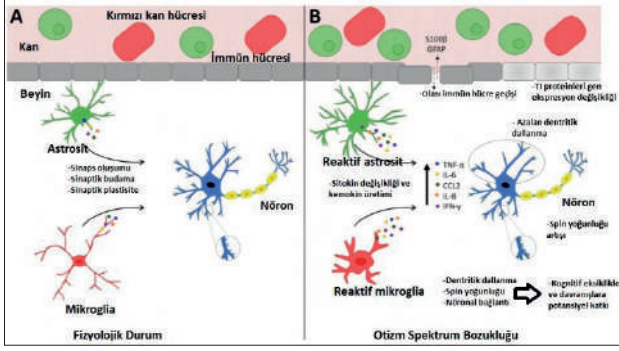 A
Kırmızı kan hücresi
Kan
İmmün hücresi
Beyin
Astrosit
-Sinaps oluşumu
-Sinaptik budama
-Sinaptik plastisite
Nöron
Mikroglia
Fizyolojik Durum
B
S100β
GFAP
-Olası immün hücre geçişi
-TJ proteinleri gen
ekspresyon değişikliği
-Azalan dentritik
dallanma
Reaktif astrosit
-Sitokin değişikliği ve
kemokin üretimi
TNF-α
IL-6
CCL2
IL-8
IFN-γ
Nöron
-Spin yoğunluğu
artışı
Reaktif mikroglia
-Dentritik dallanma
-Spin yoğunluğu
-Nöronal bağlantı
-Kognitif eksiklikler
ve davranışlara
potansiyel katkı
Otizm Spektrum Bozukluğu